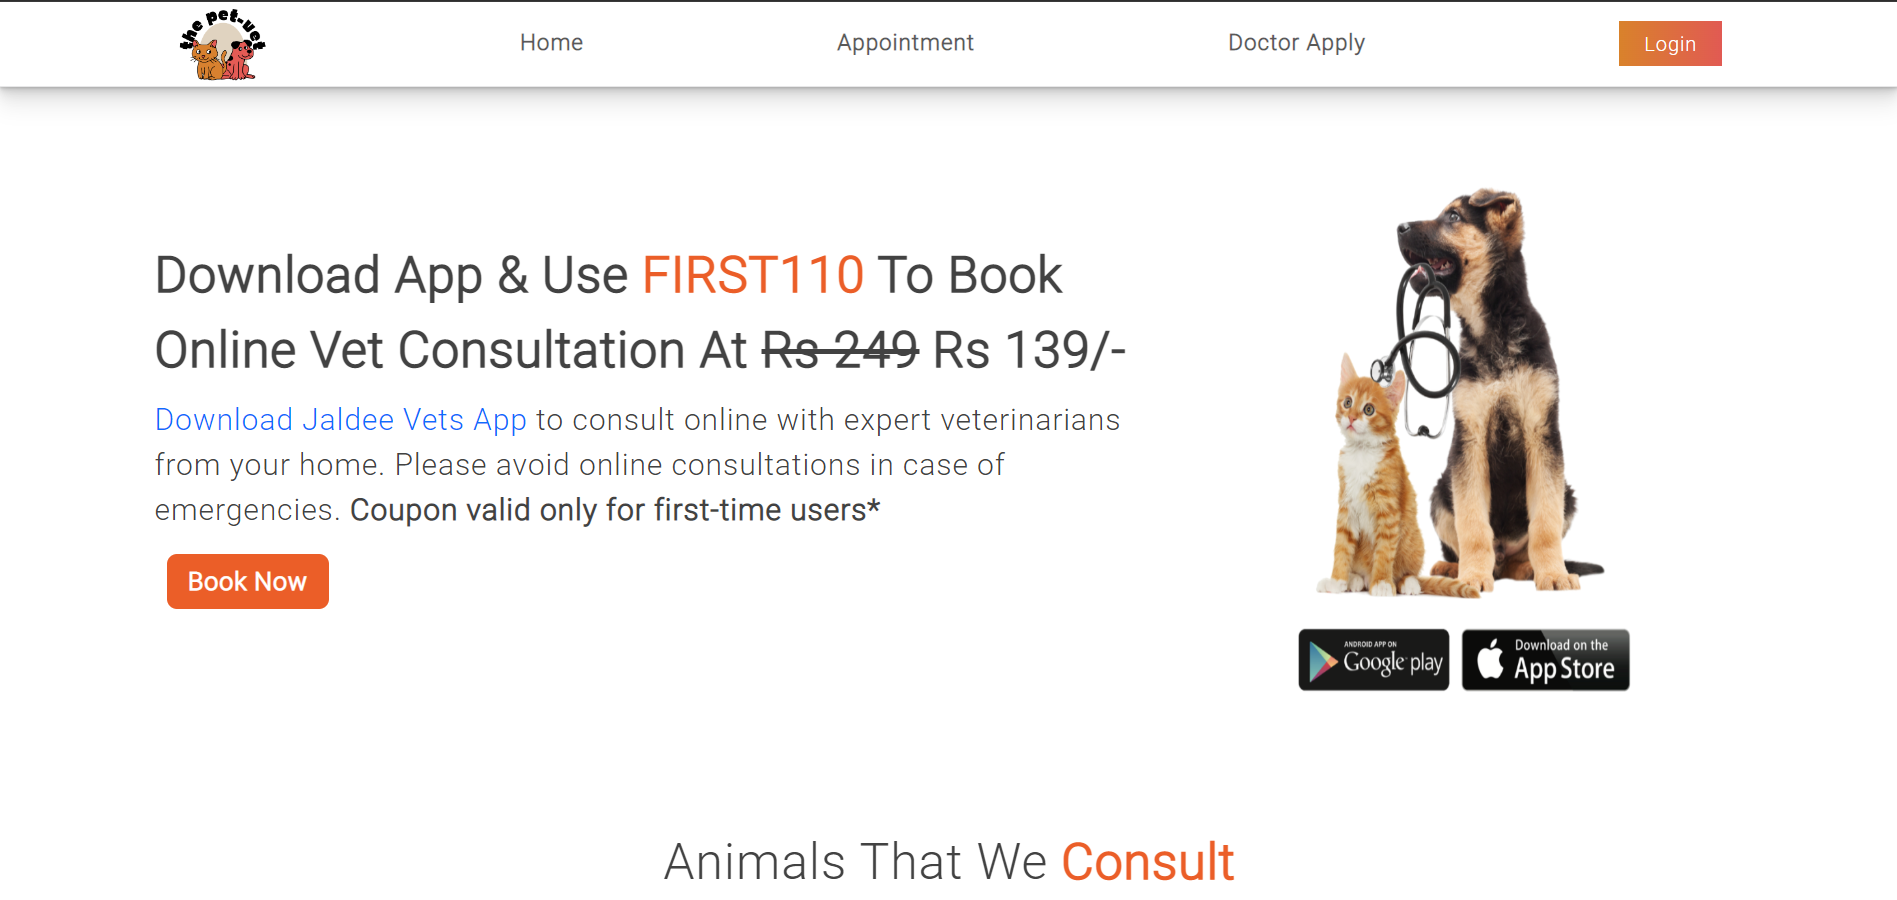 the pet-vet
Home
Appointment
Doctor Apply
Login
Download App & Use FIRST110 To Book
Online Vet Consultation At Rs 249 Rs 139/-
Download Jaldee Vets App to consult online with expert veterinarians
from your home. Please avoid online consultations in case of
emergencies. Coupon valid only for first-time users*
Book Now
ANDROID APP ON
Google play
Download on the
App Store
Animals That We Consult